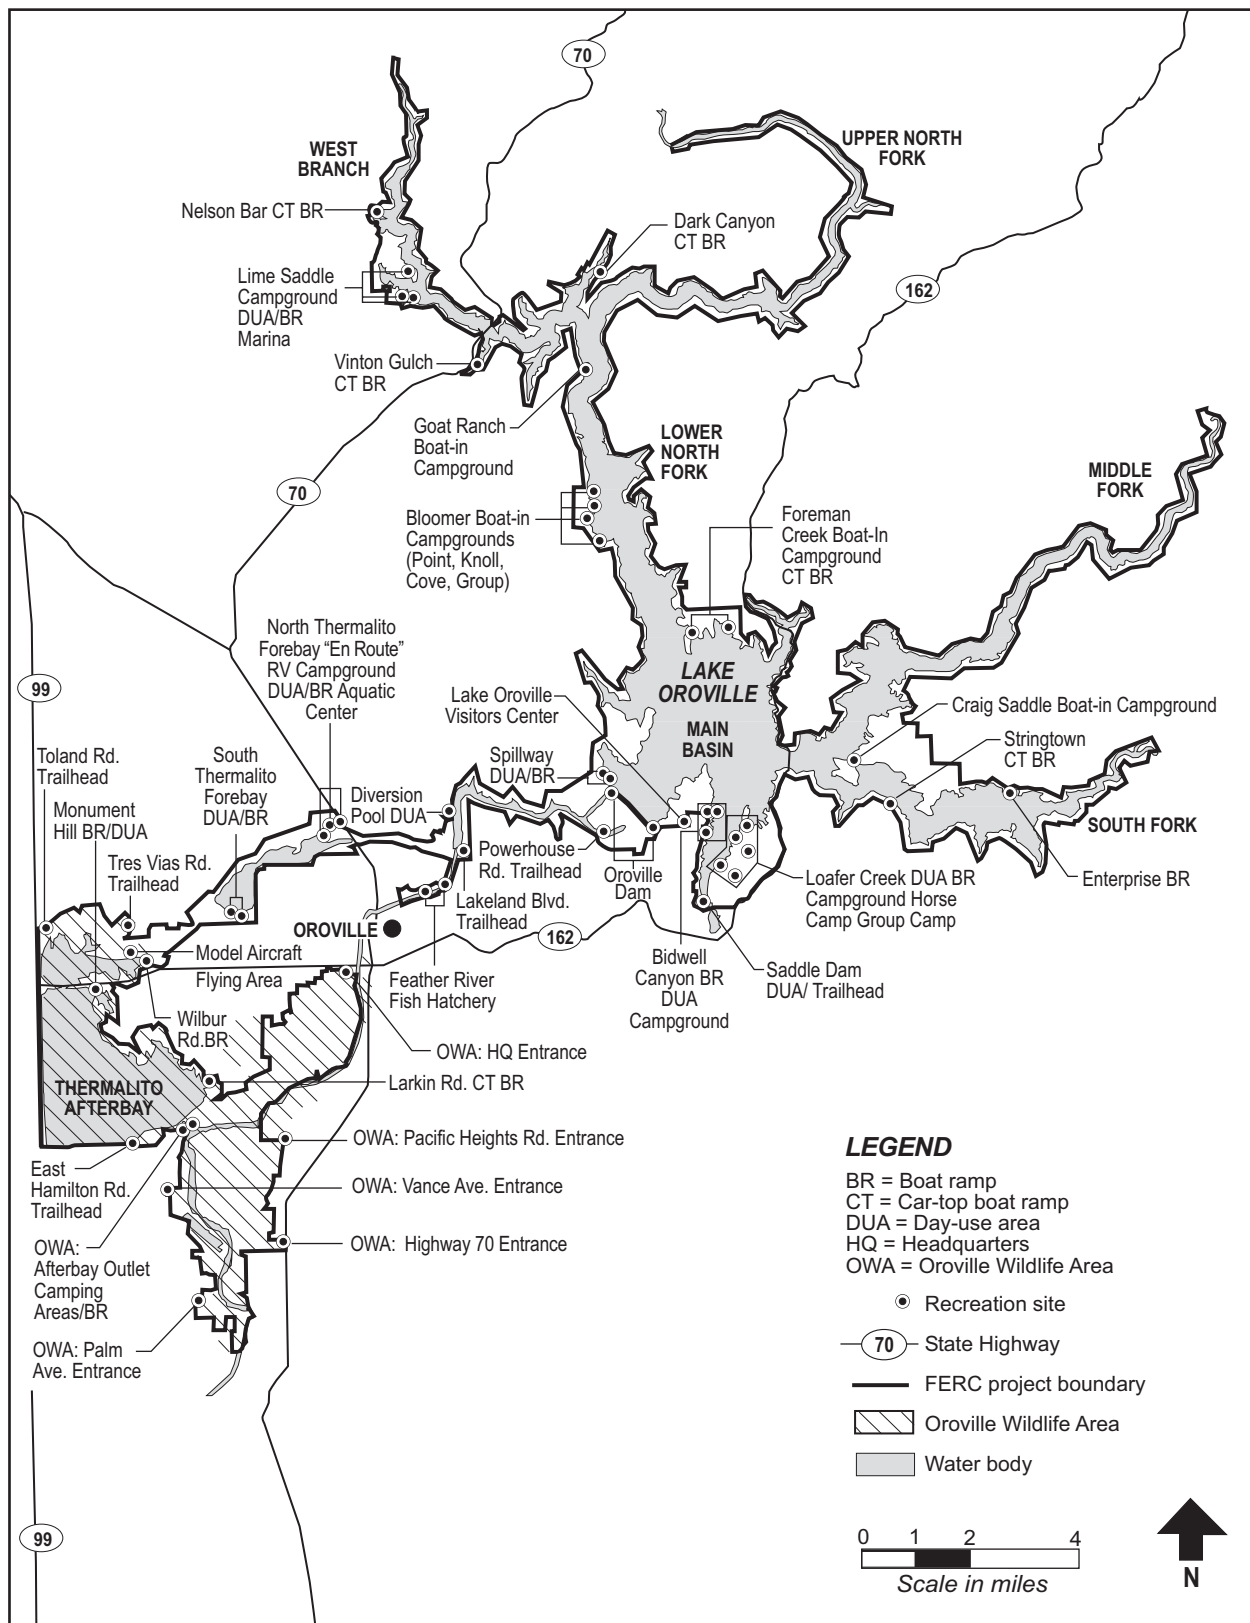 70
WEST
BRANCH
UPPER NORTH
FORK
Nelson Bar CT BR
Dark Canyon
CT BR
Lime Saddle
Campground
DUA/BR
Marina
162
Vinton Gulch
CT BR
Goat Ranch
Boat-in
Campground
LOWER
NORTH
FORK
MIDDLE
FORK
70
Bloomer Boat-in
Campgrounds
(Point, Knoll,
Cove, Group)
Foreman
Creek Boat-In
Campground
CT BR
North Thermalito
Forebay “En Route”
RV Campground
DUA/BR Aquatic
Center
LAKE
OROVILLE
MAIN
BASIN
99
Lake Oroville
Visitors Center
Craig Saddle Boat-in Campground
Stringtown
CT BR
Toland Rd.
Trailhead
South
Thermalito
Forebay
DUA/BR
Spillway
DUA/BR
Monument
Hill BR/DUA
Diversion
Pool DUA
SOUTH FORK
Tres Vias Rd.
Trailhead
Powerhouse
Rd. Trailhead
Oroville
Dam
Loafer Creek DUA BR
Campground Horse
Camp Group Camp
Enterprise BR
Lakeland Blvd.
Trailhead
OROVILLE
162
Model Aircraft
Flying Area
Feather River
Fish Hatchery
Bidwell
Canyon BR
DUA
Campground
Saddle Dam
DUA/ Trailhead
Wilbur
Rd.BR
OWA: HQ Entrance
THERMALITO
AFTERBAY
Larkin Rd. CT BR
OWA: Pacific Heights Rd. Entrance
East
Hamilton Rd.
Trailhead
OWA: Vance Ave. Entrance
OWA:
Afterbay Outlet
Camping
Areas/BR
OWA: Highway 70 Entrance
OWA: Palm
Ave. Entrance
99
LEGEND
BR = Boat ramp
CT = Car-top boat ramp
DUA = Day-use area
HQ = Headquarters
OWA = Oroville Wildlife Area
Recreation site
70 State Highway
FERC project boundary
Oroville Wildlife Area
Water body
0 1 2 4
Scale in miles
N